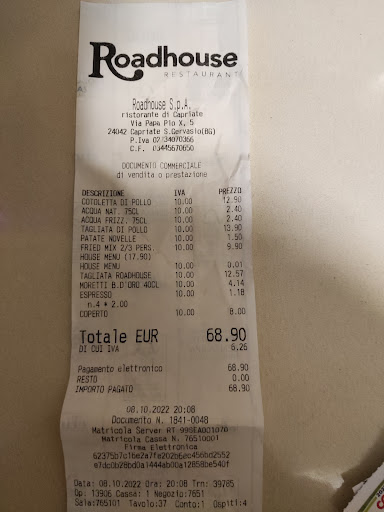 Roadhouse
RESTAURANT
Roadhouse S.p.A.
ristorante di Capriate
Via Papa Pio X, 5
24042 Capriate S.Gervasio(BG)
P.Iva
C.F.
DOCUMENTO COMMERCIALE
di vendita o prestazione
DESCRIZIONE IVA PREZZO
COTOLETTA DI POLLO 10.00 12.90
ACQUA NAT. 75CL 10.00 2.40
ACQUA FRIZZ. 75CL 10.00 2.40
TAGLIATA DI POLLO 10.00 13.90
PATATE NOVELLE 10.00 1.50
FRIED MIX 2/3 PERS 10.00 9.90
HOUSE MENU (17.90)
HOUSE MENU 10.00 0.01
TAGLIATA ROADHOUSE 10.00 12.57
MORETTI B.D'ORO 40CL 10.00 4.14
ESPRESSO 10.00 1.18
n.4 * 2.00
COPERTO 10.00 8.00
Totale EUR 68.90
DI CUI IVA 6.26
Pagamento elettronico 68.90
RESTO 0.00
IMPORTO PAGATO 68.90
08.10.2022 20:08
Documento N. 1841-0048
Matricola Server RT
Matricola Cassa N. 76510001
Firma Elettronica
Data: 08.10.2022 Ora: 20:08 Trn: 39785
Op: 13906 Cassa: 1 Negozio:7651
Sala:765101 Tavolo:37 Conto:1 Ospiti:4